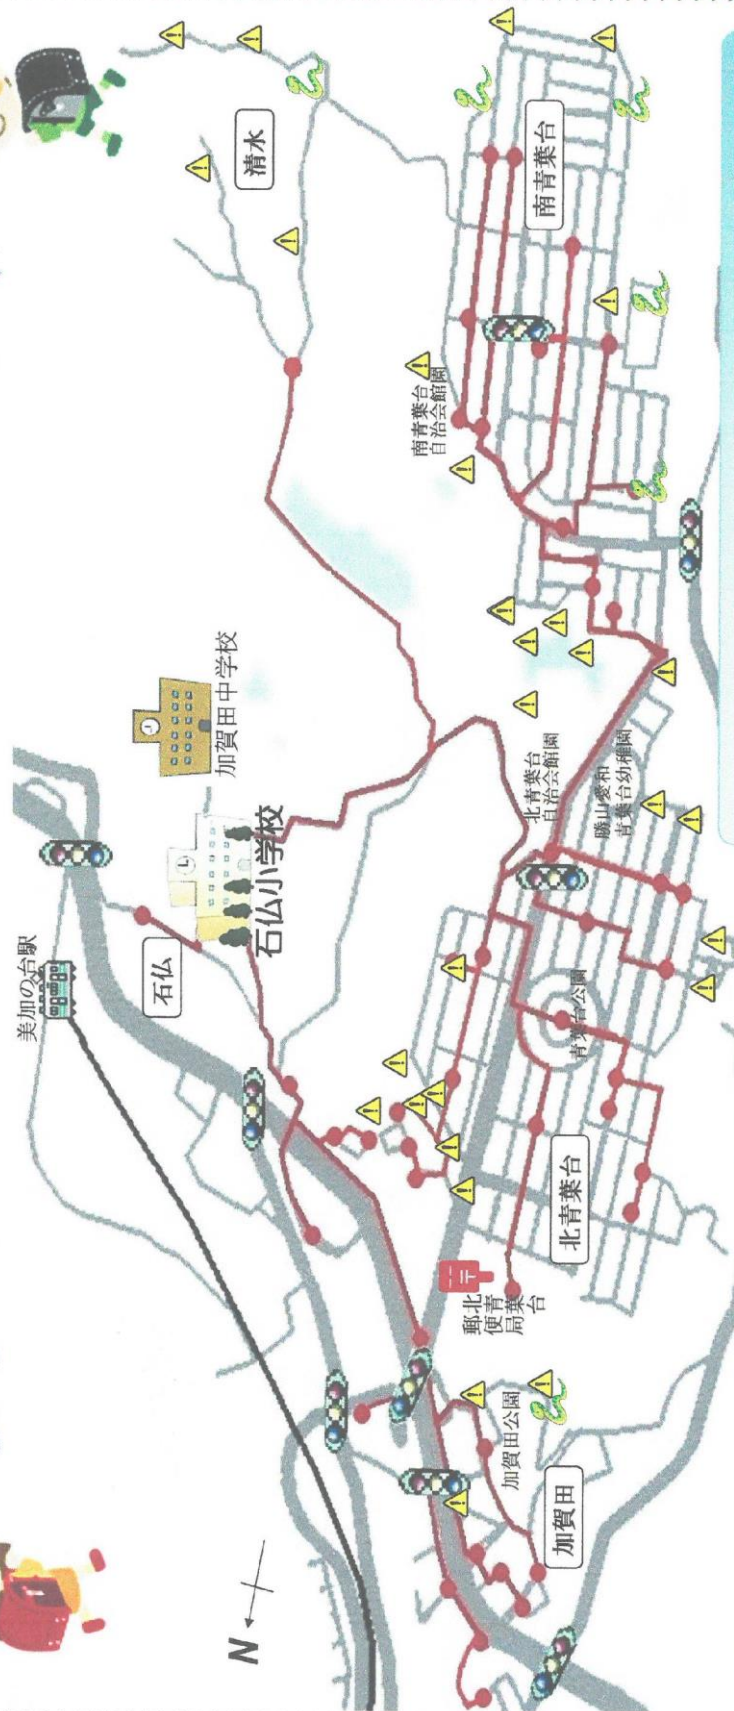 清水
南青葉台
南青葉台
自治会館園
加賀田中学校
石仏小学校
美加の台駅
石仏
北青葉台
自治会館園
勝山愛和
青葉台幼稚園
青葉台公園
北青葉台
北青葉台
郵便局
加賀田公園
加賀田
N